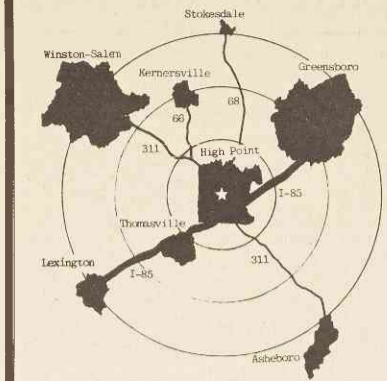 Stokesdale
Winston-Salem
Greensboro
Kernersville
68
66
311
High Point
I-85
Thomasville
311
Lexington
I-85
Asheboro